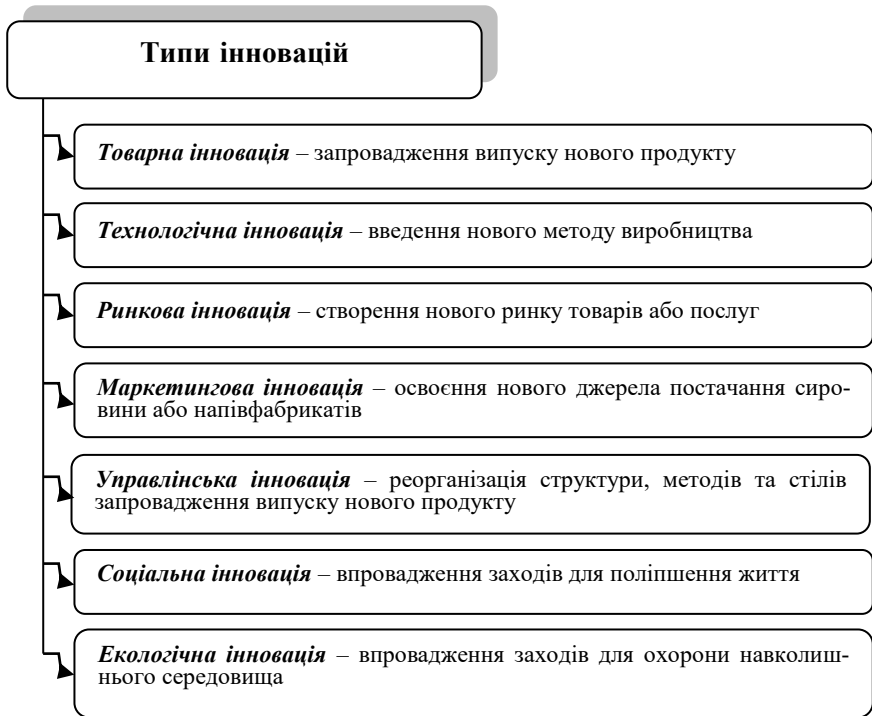 Типи інновацій
Товарна інновація – запровадження випуску нового продукту
Технологічна інновація – введення нового методу виробництва
Ринкова інновація – створення нового ринку товарів або послуг
Маркетингова інновація – освоєння нового джерела постачання сиро-
вини або напівфабрикатів
Управлінська інновація – реорганізація структури, методів та стілів
запровадження випуску нового продукту
Соціальна інновація – впровадження заходів для поліпшення життя
Екологічна інновація – впровадження заходів для охорони навколиш-
нього середовища